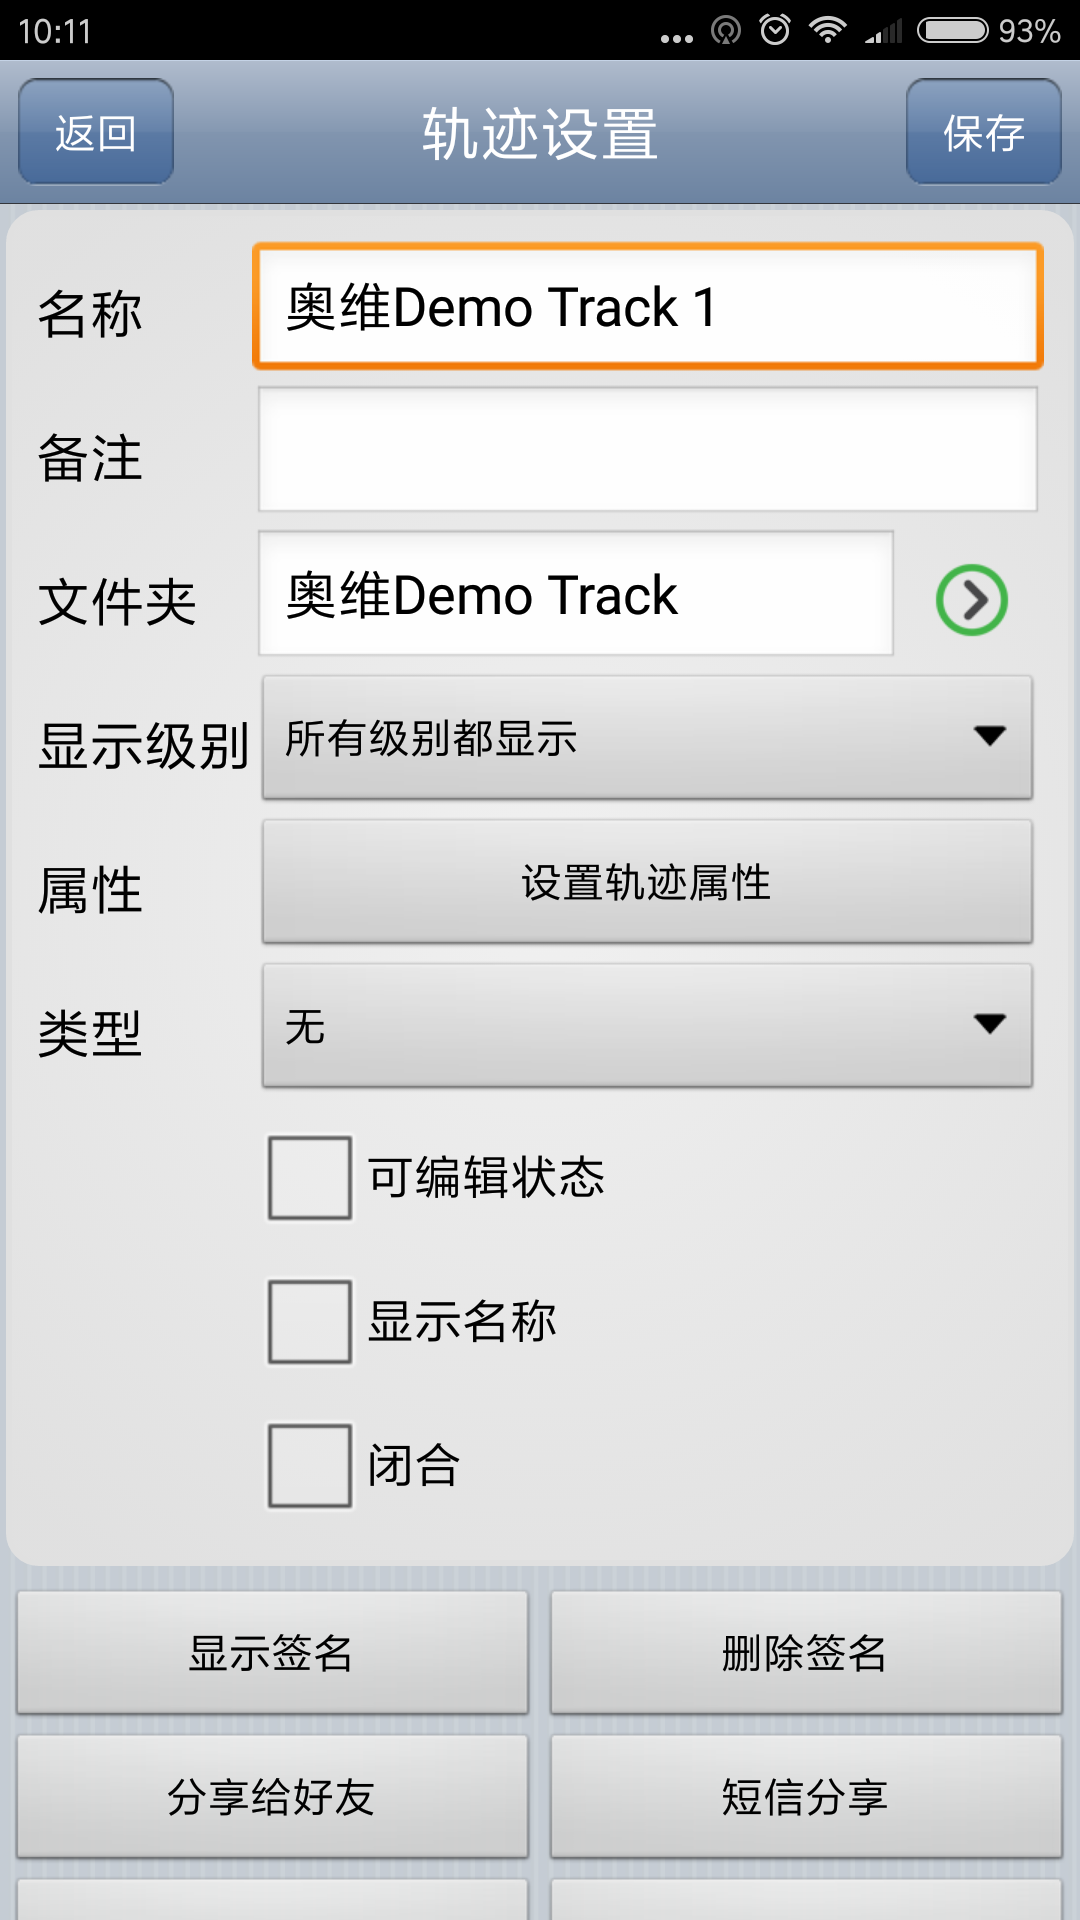 10:11 93%
返回 轨迹设置 保存
名称 奥维Demo Track 1
备注
文件夹 奥维Demo Track
显示级别 所有级别都显示
属性 设置轨迹属性
类型 无
可编辑状态
显示名称
闭合
显示签名 删除签名
分享给好友 短信分享